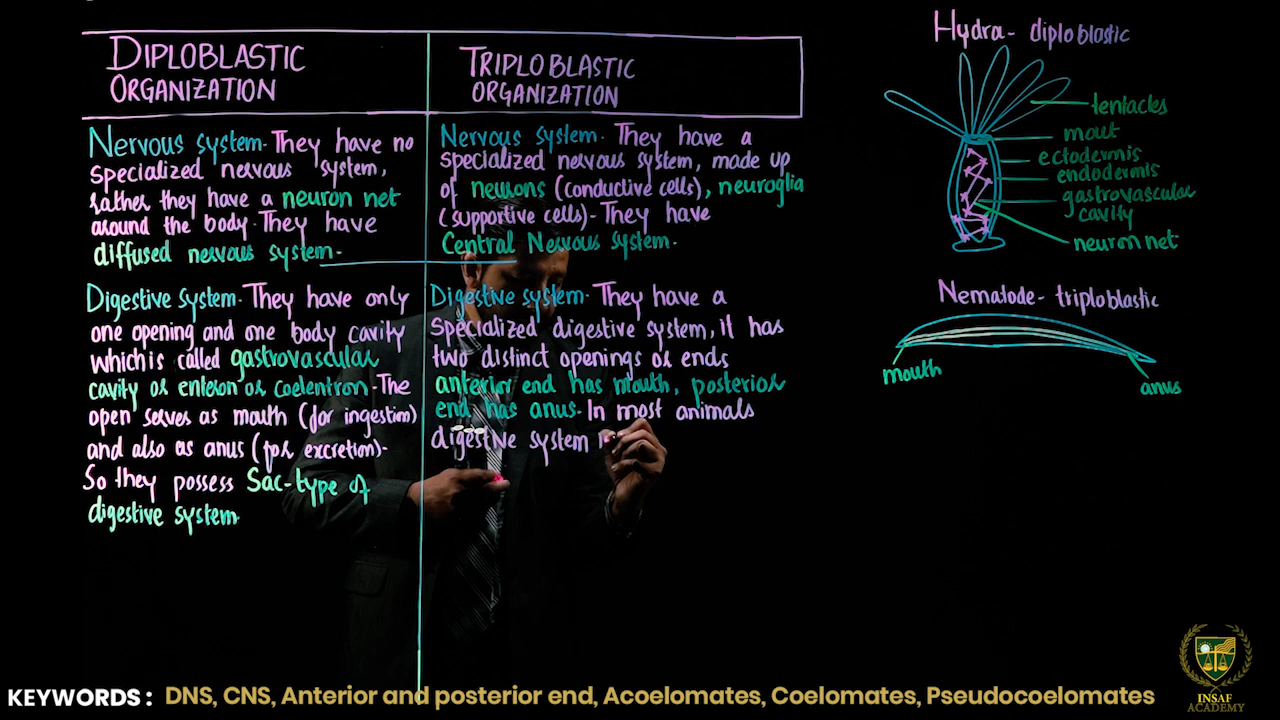 DIPLOBLASTIC
ORGANIZATION
Nervous system. They have no
specialized nervous system,
rather they have a neuron net
around the body. They have
diffused nervous system.
Digestive system. They have only
one opening and one body cavity
which is called gastrovascular
cavity or enteron or coelentron. The
open serves as mouth (for ingestion)
and also as anus (for excretion).
So they possess Sac-type of
digestive system
TRIPLOBLASTIC
ORGANIZATION
Nervous system. They have a
specialized nervous system, made up
of neurons (conductive cells), neuroglia
(supportive cells). They have
Central Nervous System.
Digestive system. They have a
specialized digestive system, it has
two distinct openings or ends
anterior end has mouth, posterior
end has anus. In most animals
digestive system
Hydra - diploblastic
tentacles
mout
ectodermis
endodermis
gastrovascular
cavity
neuron net
Nematode - triploblastic
mouth
anus
KEYWORDS : DNS, CNS, Anterior and posterior end, Acoelomates, Coelomates, Pseudocoelomates
INSAF
ACADEMY